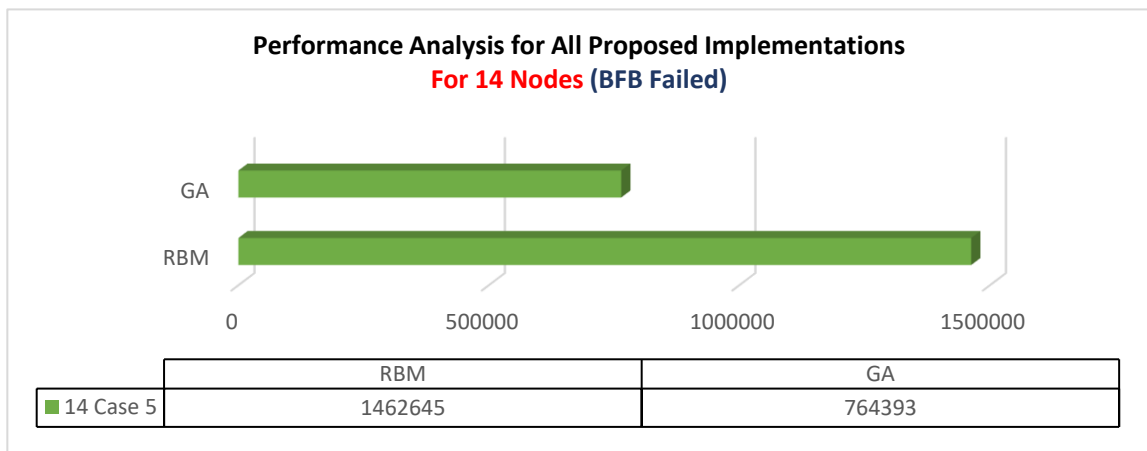 Performance Analysis for All Proposed Implementations
For 14 Nodes (BFB Failed)
GA
RBM
0 500000 1000000 1500000
RBM GA
14 Case 5 1462645 764393